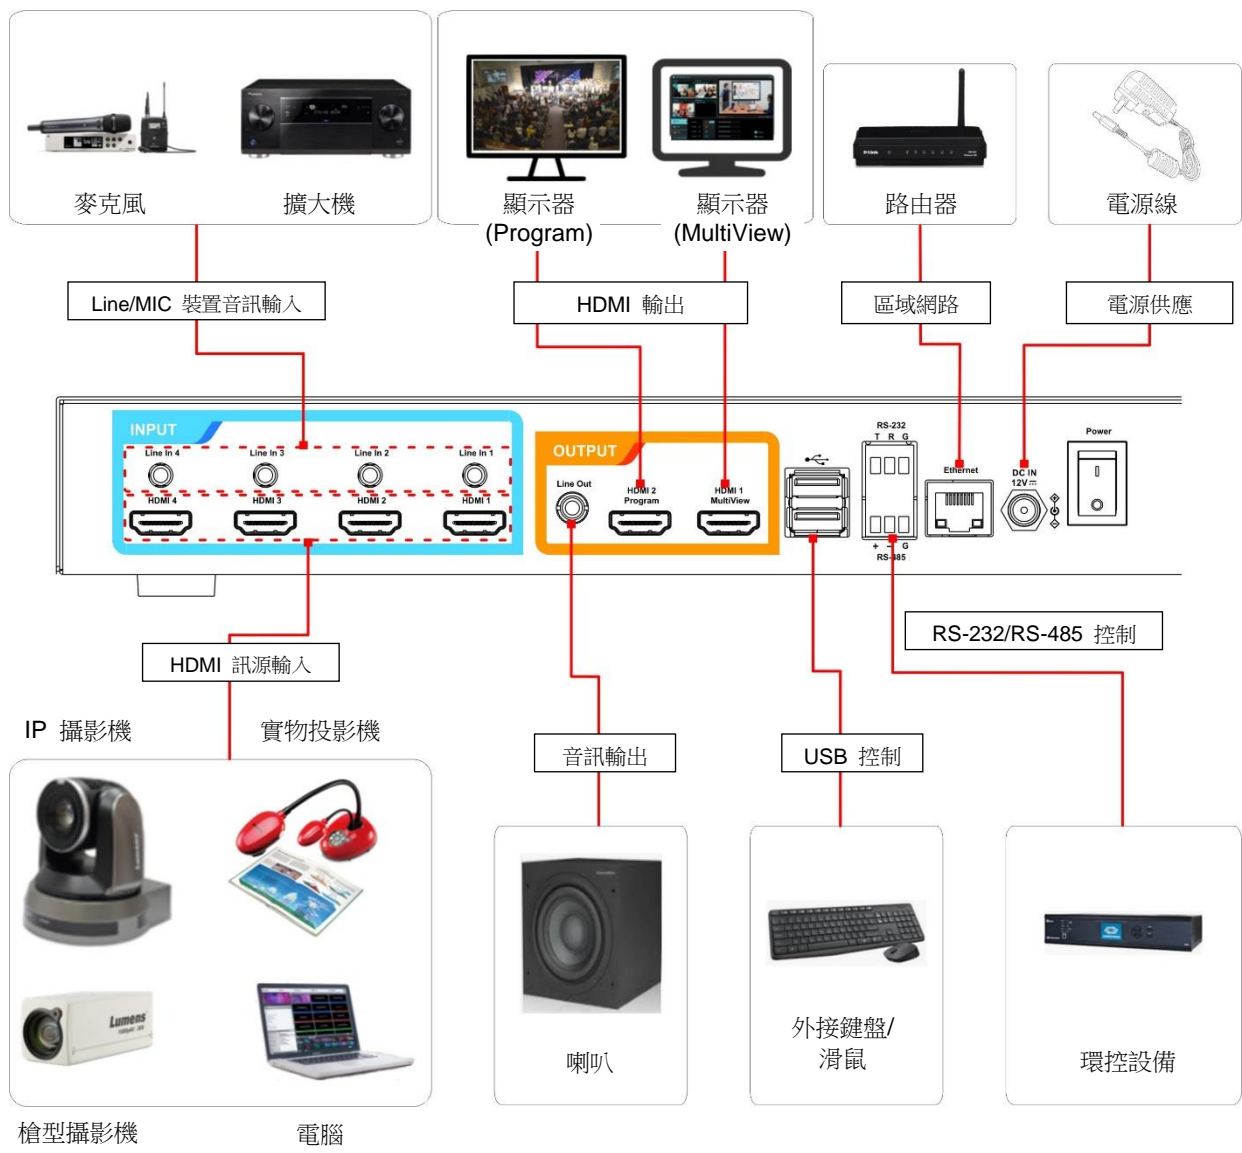 麥克風
擴大機
顯示器
(Program)
顯示器
(MultiView)
路由器
電源線
Line/MIC 裝置音訊輸入
HDMI 輸出
區域網路
電源供應
INPUT
Line In 4
Line In 3
Line In 2
Line In 1
HDMI 4
HDMI 3
HDMI 2
HDMI 1
OUTPUT
Line Out
HDMI 2
Program
HDMI 1
MultiView
RS-232
T R G
+ – G
RS-485
Ethernet
DC IN
12V
Power
HDMI 訊源輸入
RS-232/RS-485 控制
IP 攝影機
實物投影機
音訊輸出
USB 控制
Lumens
槍型攝影機
電腦
喇叭
外接鍵盤/
滑鼠
環控設備